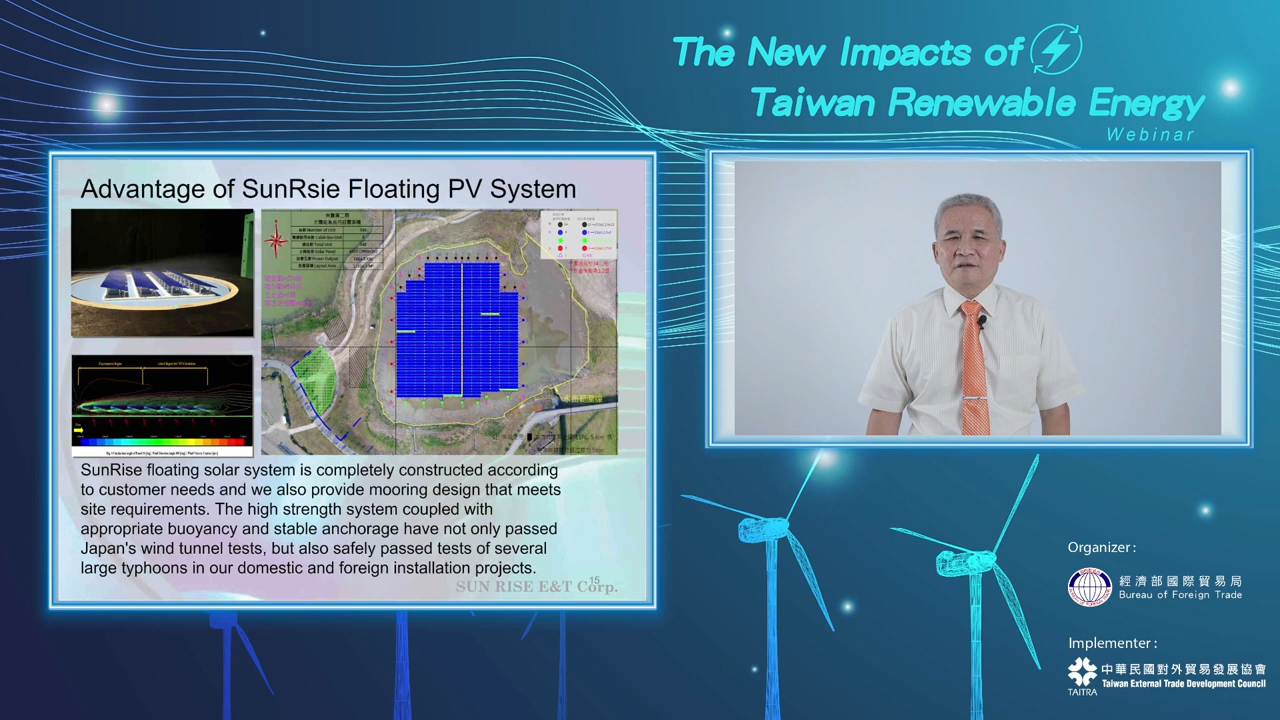 The New Impacts of
Taiwan Renewable Energy
Webinar
Advantage of SunRsie Floating PV System
SunRise floating solar system is completely constructed according
to customer needs and we also provide mooring design that meets
site requirements. The high strength system coupled with
appropriate buoyancy and stable anchorage have not only passed
Japan's wind tunnel tests, but also safely passed tests of several
large typhoons in our domestic and foreign installation projects.
SUN RISE E&T Corp.
15
Organizer :
經濟部國際貿易局
Bureau of Foreign Trade
Implementer :
中華民國對外貿易發展協會
Taiwan External Trade Development Council
TAITRA